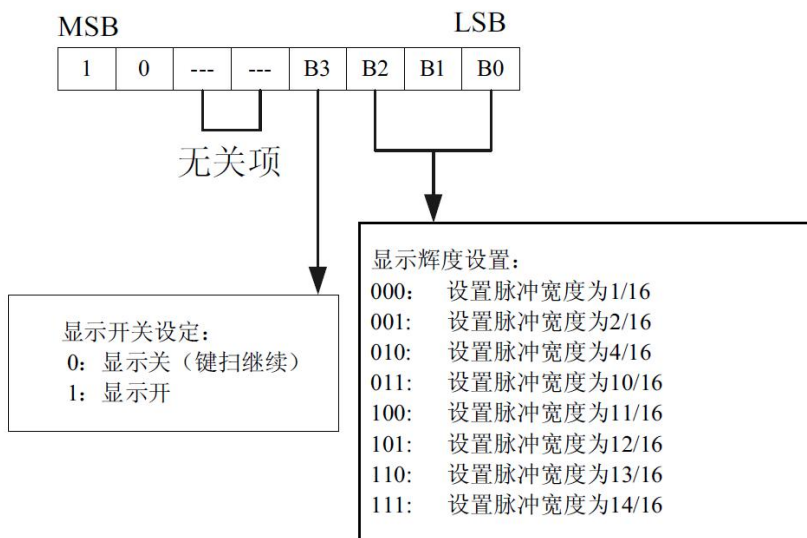 MSB LSB
1 0 --- --- B3 B2 B1 B0
无关项
显示开关设定：
0：显示关（键扫继续）
1：显示开
显示辉度设置：
000： 设置脉冲宽度为1/16
001: 设置脉冲宽度为2/16
010: 设置脉冲宽度为4/16
011: 设置脉冲宽度为10/16
100: 设置脉冲宽度为11/16
101: 设置脉冲宽度为12/16
110: 设置脉冲宽度为13/16
111: 设置脉冲宽度为14/16